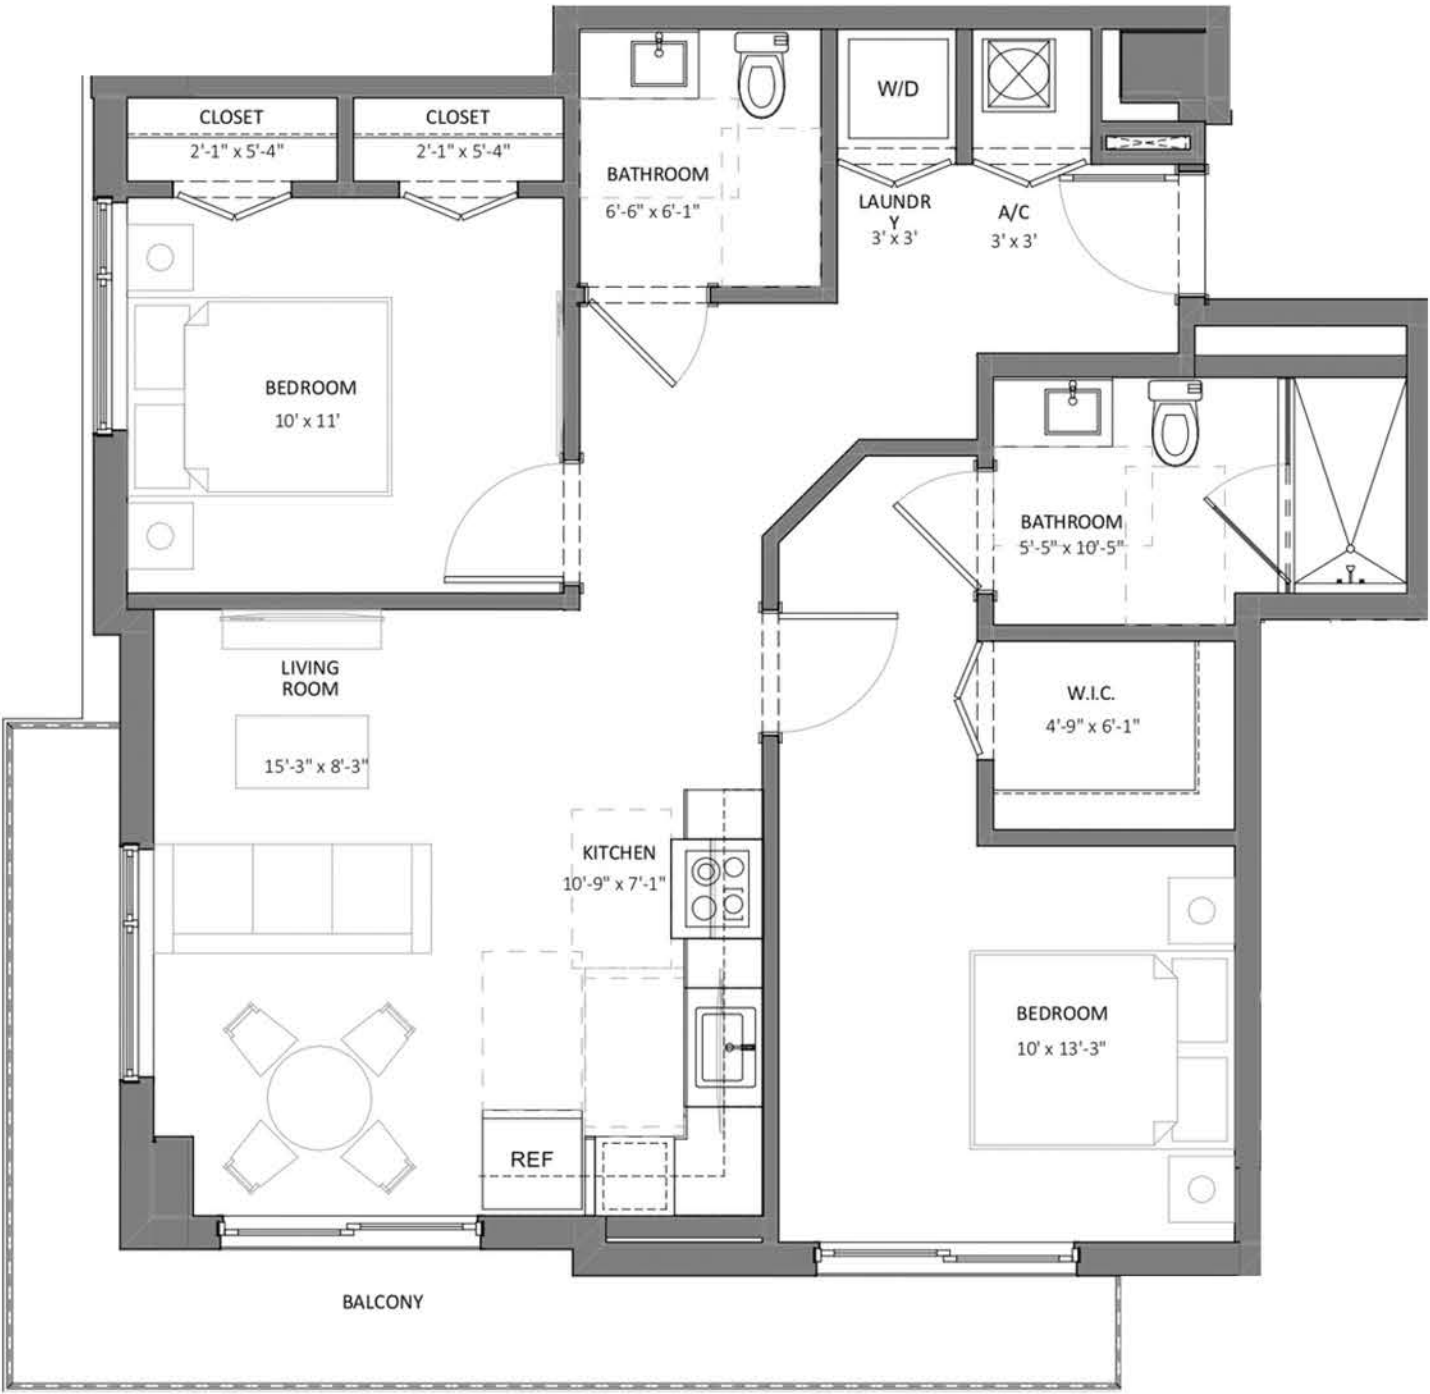 CLOSET
2'-1" x 5'-4"
CLOSET
2'-1" x 5'-4"
BATHROOM
6'-6" x 6'-1"
W/D
LAUNDR
Y
3' x 3'
A/C
3' x 3'
BEDROOM
10' x 11'
BATHROOM
5'-5" x 10'-5"
LIVING
ROOM
15'-3" x 8'-3"
W.I.C.
4'-9" x 6'-1"
KITCHEN
10'-9" x 7'-1"
BEDROOM
10' x 13'-3"
REF
BALCONY